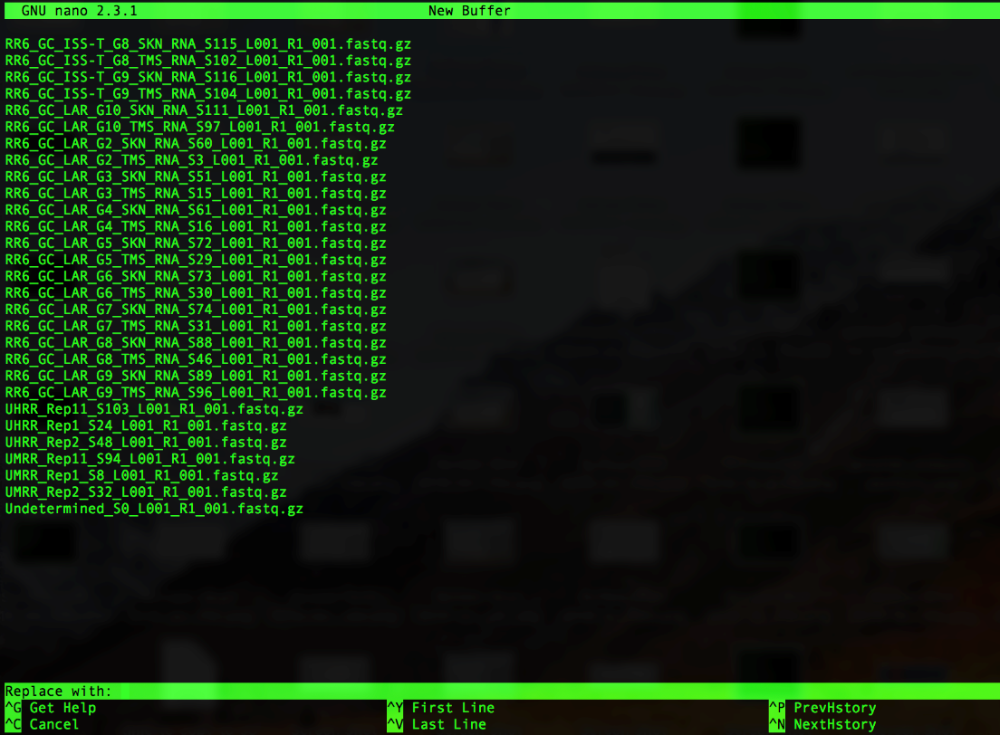 GNU nano 2.3.1 New Buffer
RR6_GC_ISS-T_G8_SKN_RNA_S115_L001_R1_001.fastq.gz
RR6_GC_ISS-T_G8_TMS_RNA_S102_L001_R1_001.fastq.gz
RR6_GC_ISS-T_G9_SKN_RNA_S116_L001_R1_001.fastq.gz
RR6_GC_ISS-T_G9_TMS_RNA_S104_L001_R1_001.fastq.gz
RR6_GC_LAR_G10_SKN_RNA_S111_L001_R1_001.fastq.gz
RR6_GC_LAR_G10_TMS_RNA_S97_L001_R1_001.fastq.gz
RR6_GC_LAR_G2_SKN_RNA_S60_L001_R1_001.fastq.gz
RR6_GC_LAR_G2_TMS_RNA_S3_L001_R1_001.fastq.gz
RR6_GC_LAR_G3_SKN_RNA_S51_L001_R1_001.fastq.gz
RR6_GC_LAR_G3_TMS_RNA_S15_L001_R1_001.fastq.gz
RR6_GC_LAR_G4_SKN_RNA_S61_L001_R1_001.fastq.gz
RR6_GC_LAR_G4_TMS_RNA_S16_L001_R1_001.fastq.gz
RR6_GC_LAR_G5_SKN_RNA_S72_L001_R1_001.fastq.gz
RR6_GC_LAR_G5_TMS_RNA_S29_L001_R1_001.fastq.gz
RR6_GC_LAR_G6_SKN_RNA_S73_L001_R1_001.fastq.gz
RR6_GC_LAR_G6_TMS_RNA_S30_L001_R1_001.fastq.gz
RR6_GC_LAR_G7_SKN_RNA_S74_L001_R1_001.fastq.gz
RR6_GC_LAR_G7_TMS_RNA_S31_L001_R1_001.fastq.gz
RR6_GC_LAR_G8_SKN_RNA_S88_L001_R1_001.fastq.gz
RR6_GC_LAR_G8_TMS_RNA_S46_L001_R1_001.fastq.gz
RR6_GC_LAR_G9_SKN_RNA_S89_L001_R1_001.fastq.gz
RR6_GC_LAR_G9_TMS_RNA_S96_L001_R1_001.fastq.gz
UHRR_Rep11_S103_L001_R1_001.fastq.gz
UHRR_Rep1_S24_L001_R1_001.fastq.gz
UHRR_Rep2_S48_L001_R1_001.fastq.gz
UMRR_Rep11_S94_L001_R1_001.fastq.gz
UMRR_Rep1_S8_L001_R1_001.fastq.gz
UMRR_Rep2_S32_L001_R1_001.fastq.gz
Undetermined_S0_L001_R1_001.fastq.gz
Replace with:
^G Get Help ^Y First Line ^P PrevHstory
^C Cancel ^V Last Line ^N NextHstory